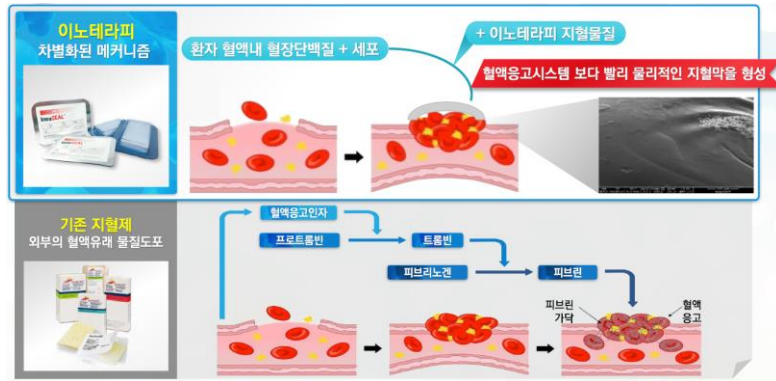 이노테라피
차별화된 메커니즘
환자 혈액내 혈장단백질 + 세포
+ 이노테라피 지혈물질
혈액응고시스템 보다 빨리 물리적인 지혈막을 형성
InnoSEAL
기존 지혈제
외부의 혈액유래 물질도포
혈액응고인자
프로트롬빈
트롬빈
피브리노겐
피브린
피브린
가닥
혈액
응고